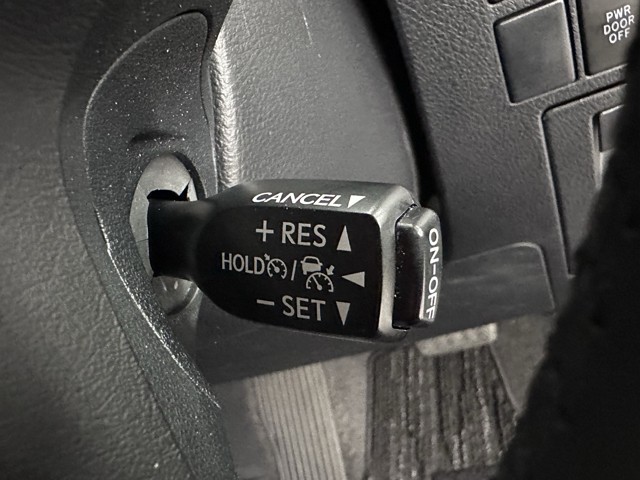 PWR
DOOR
OFF
CANCEL▼
+RES ▲
HOLD / ◄
−SET ▼
ON-OFF